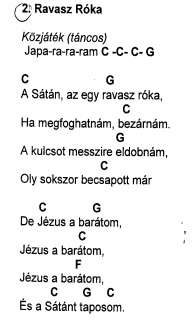 2. Ravasz Róka
Közjáték (táncos)
Japa-ra-ra-ram C -C- C- G
C G
A Sátán, az egy ravasz róka,
C
Ha megfoghatnám, bezárnám.
G
A kulcsot messzire eldobnám,
C
Oly sokszor becsapott már
C G
De Jézus a barátom,
C
Jézus a barátom,
F
Jézus a barátom,
C G C
És a Sátánt taposom.